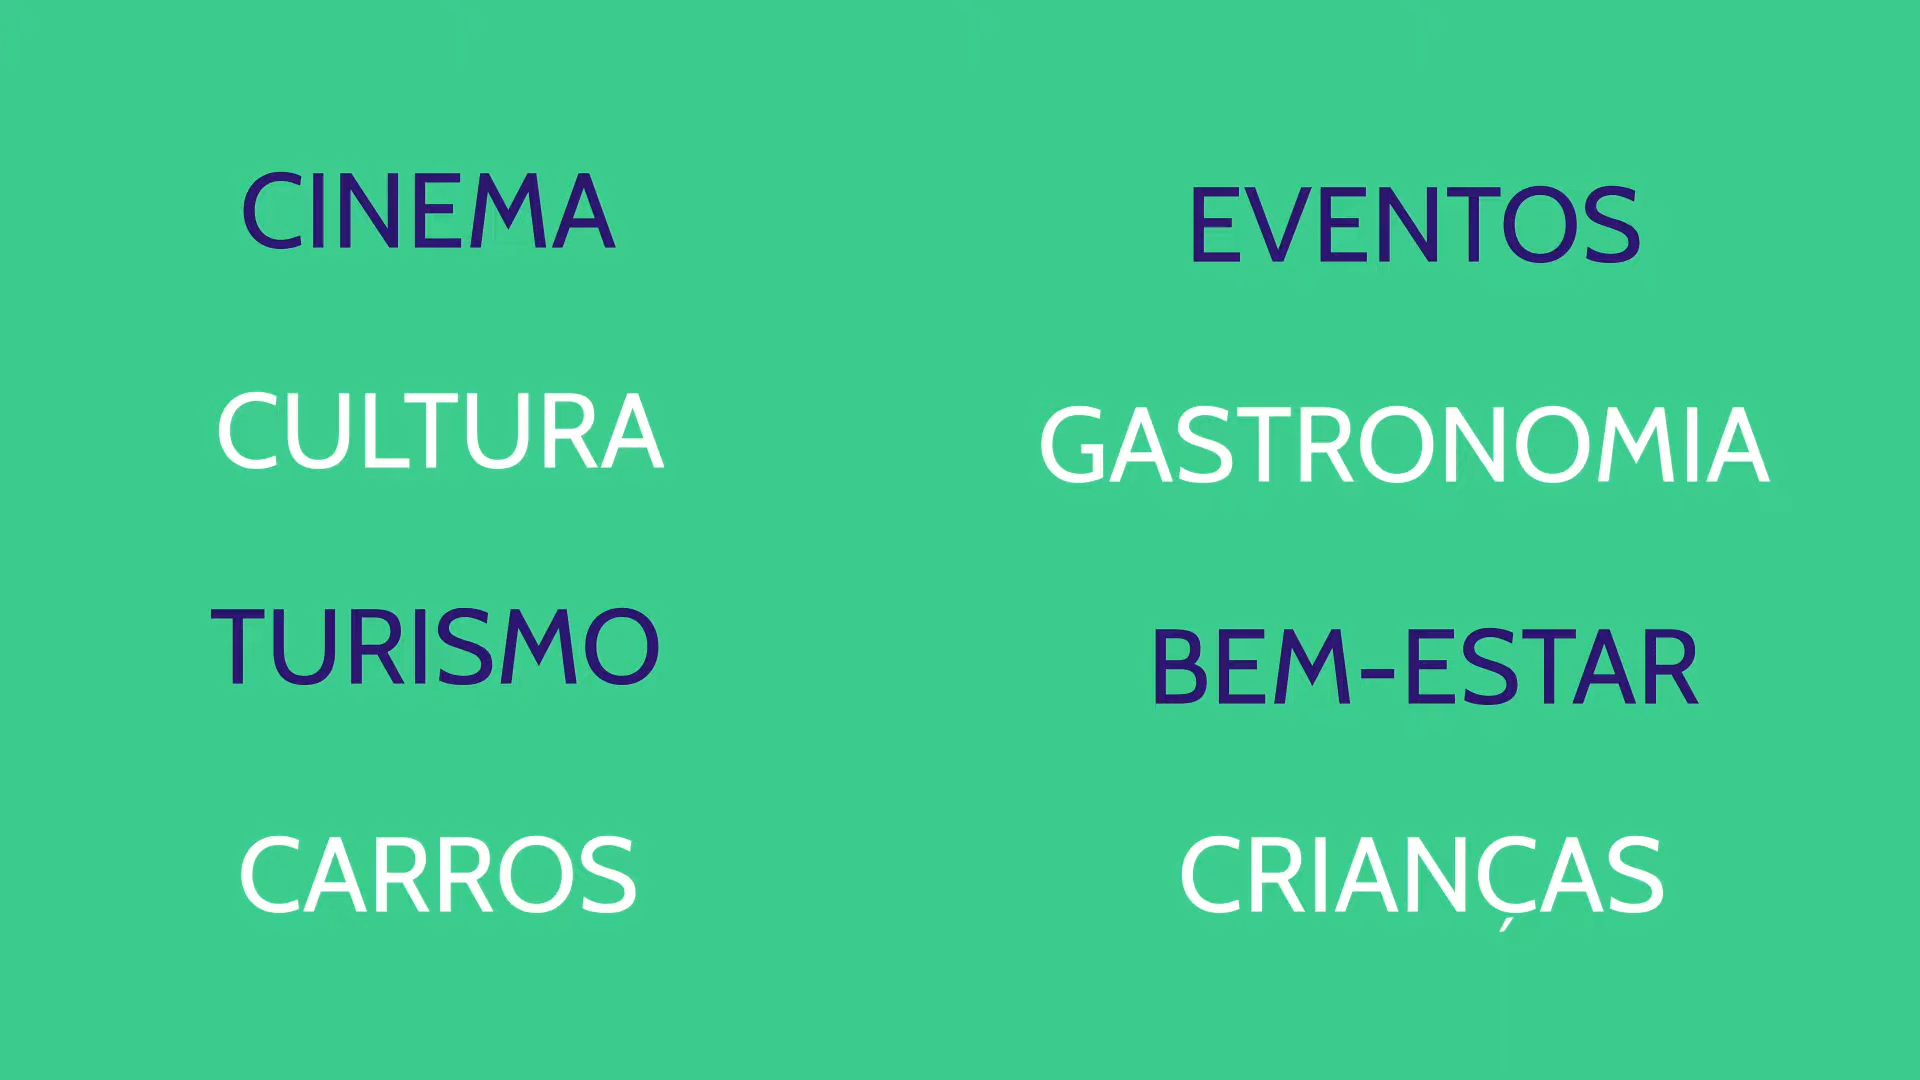 CINEMA
CULTURA
TURISMO
CARROS
EVENTOS
GASTRONOMIA
BEM-ESTAR
CRIANÇAS